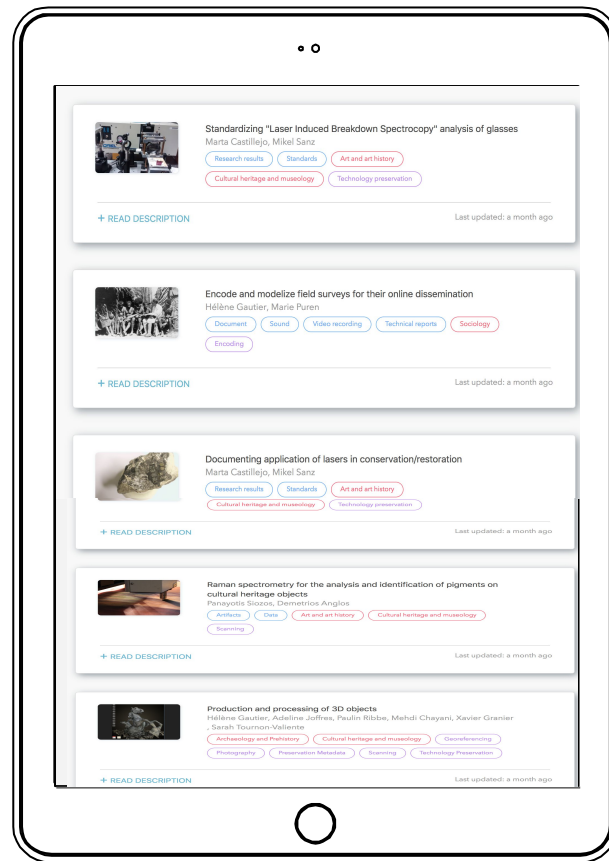 Standardizing "Laser Induced Breakdown Spectrocopy" analysis of glasses
Marta Castillejo, Mikel Sanz
Research results Standards Art and art history
Cultural heritage and museology Technology preservation
+ READ DESCRIPTION Last updated: a month ago
Encode and modelize field surveys for their online dissemination
Hélène Gautier, Marie Puren
Document Sound Video recording Technical reports Sociology
Encoding
+ READ DESCRIPTION Last updated: a month ago
Documenting application of lasers in conservation/restoration
Marta Castillejo, Mikel Sanz
Research results Standards Art and art history
Cultural heritage and museology Technology preservation
+ READ DESCRIPTION Last updated: a month ago
Raman spectrometry for the analysis and identification of pigments on
cultural heritage objects
Panayotis Siozos, Demetrios Anglos
Artifacts Data Art and art history Cultural heritage and museology
Scanning
+ READ DESCRIPTION Last updated: a month ago
Production and processing of 3D objects
Hélène Gautier, Adeline Joffres, Paulin Ribbe, Mehdi Chayani, Xavier Granier
, Sarah Tournon-Valiente
Archaeology and Prehistory Cultural heritage and museology Georeferencing
Photography Preservation Metadata Scanning Technology Preservation
+ READ DESCRIPTION Last updated: a month ago